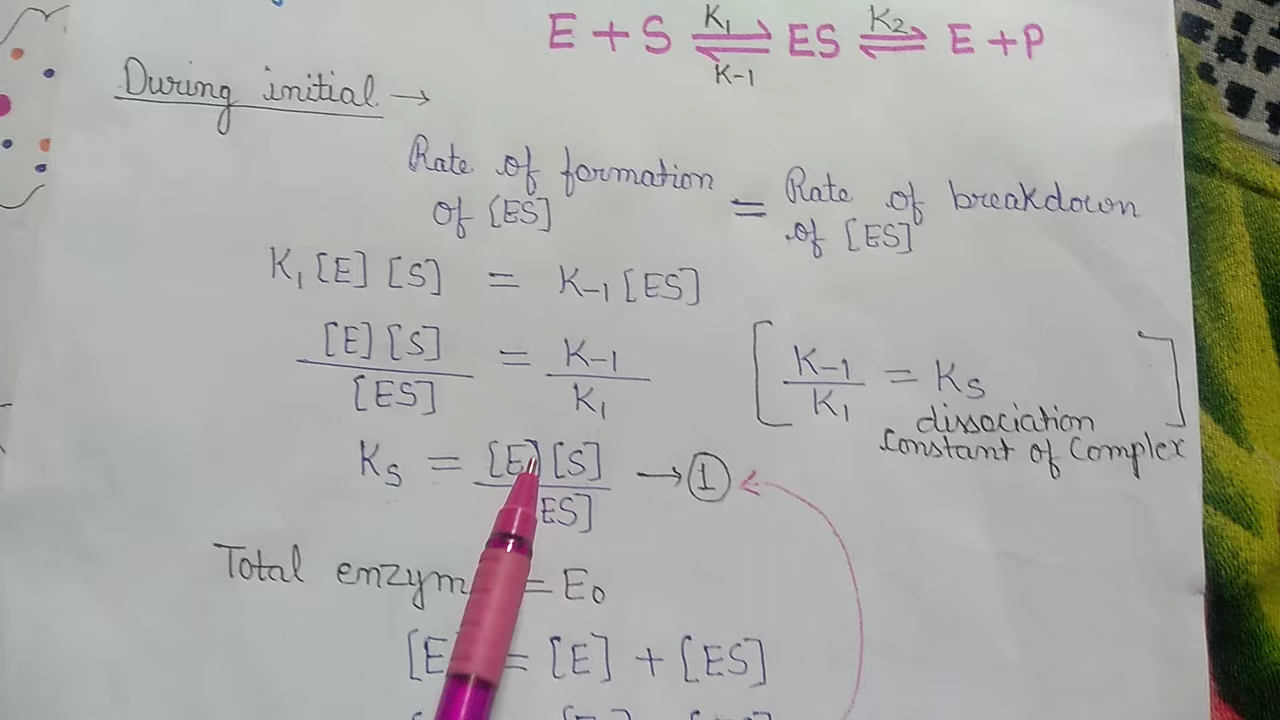 E + S ⇌ ES ⇌ E + P
K1 K2
K-1
During initial →
Rate of formation of [ES] = Rate of breakdown of [ES]
K1 [E] [S] = K-1 [ES]
[E] [S] / [ES] = K-1 / K1 [ K-1 / K1 = KS ]
dissociation
constant of Complex
KS = [E] [S] / ES] → 1
Total enzym = E0
[E = [E] + [ES]